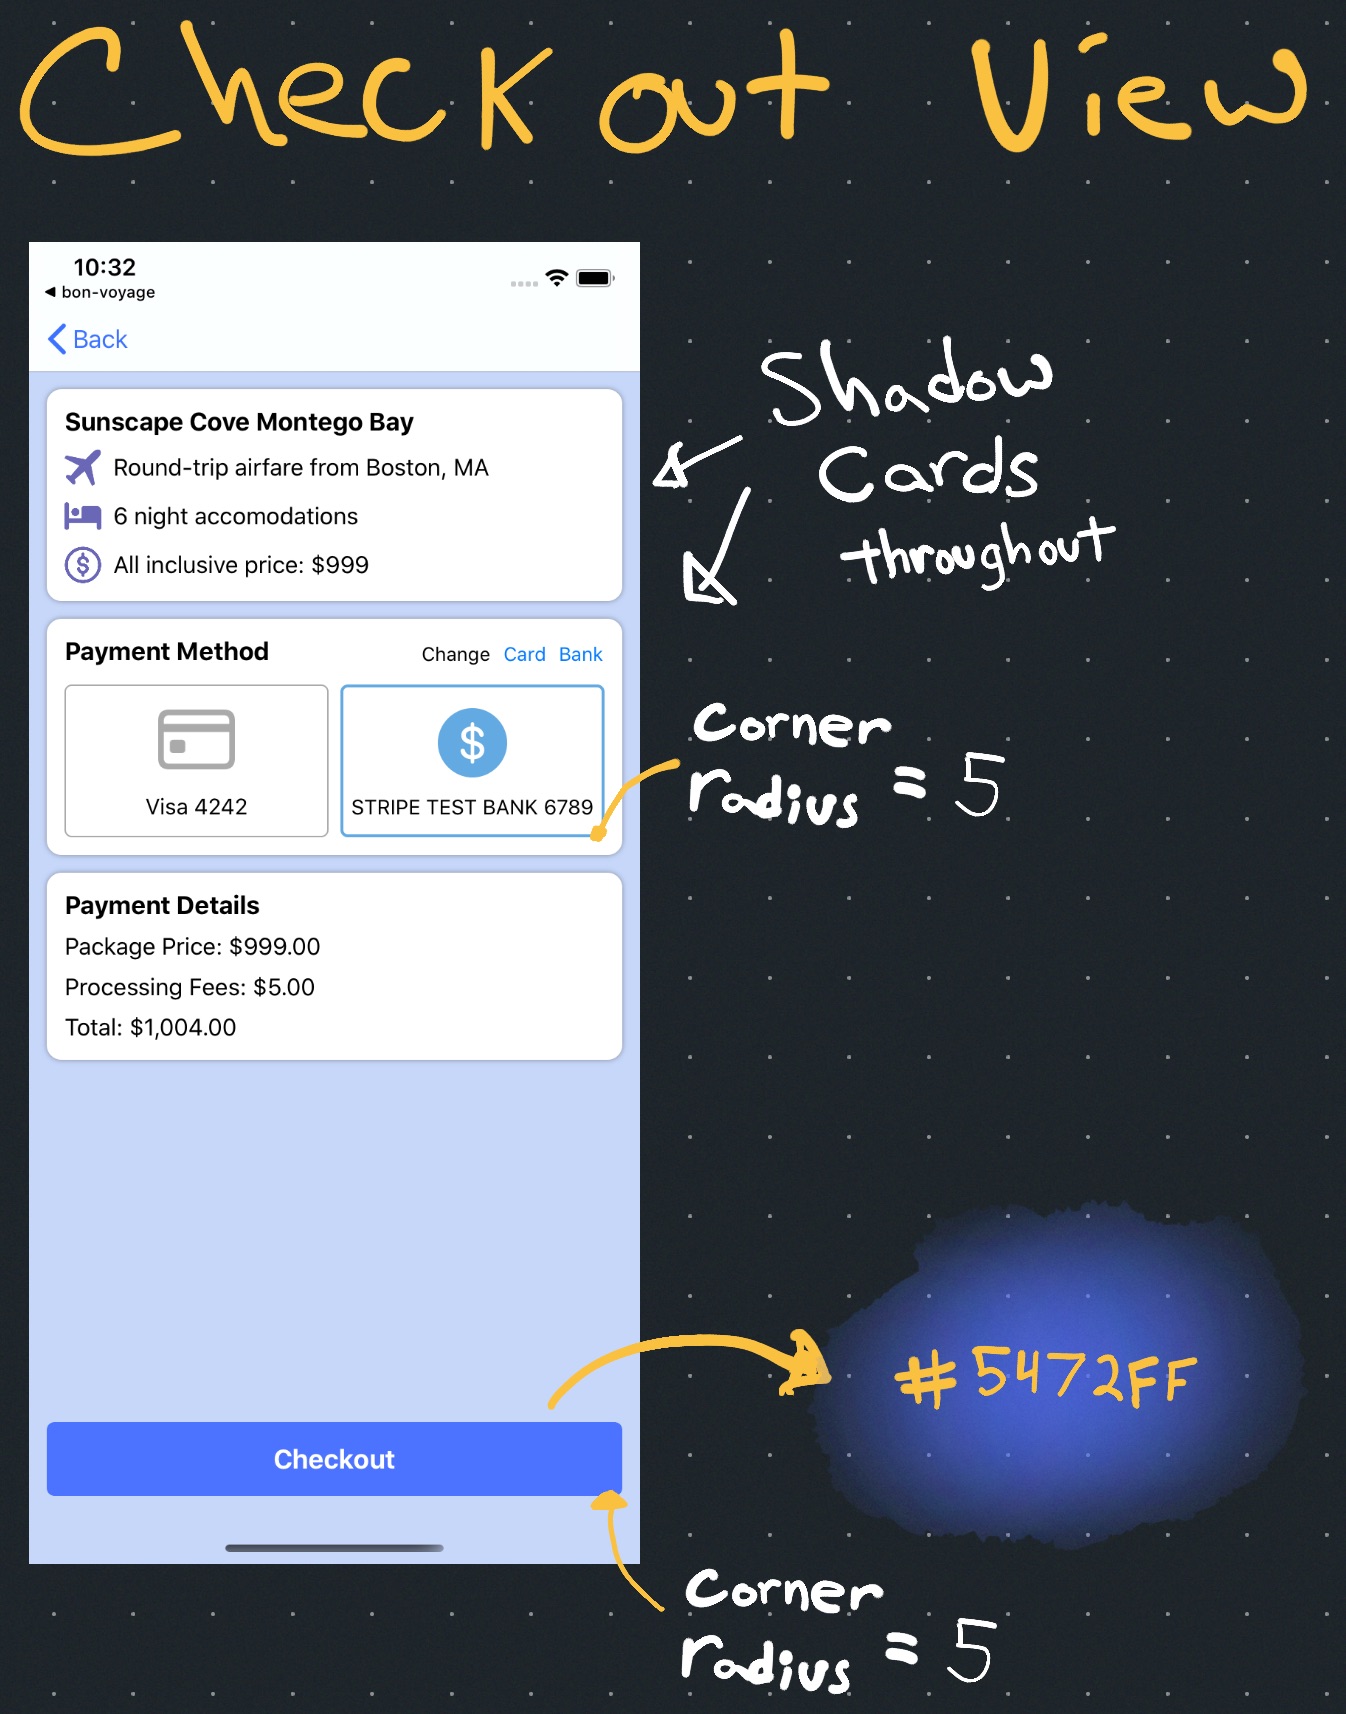 Checkout View
10:32
bon-voyage
Back
Sunscape Cove Montego Bay
Round-trip airfare from Boston, MA
6 night accomodations
$ All inclusive price: $999
Payment Method
Change Card Bank
$
Visa 4242
STRIPE TEST BANK 6789
Payment Details
Package Price: $999.00
Processing Fees: $5.00
Total: $1,004.00
Checkout
Shadow
Cards
throughout
Corner
radius = 5
#5472FF
Corner
radius = 5